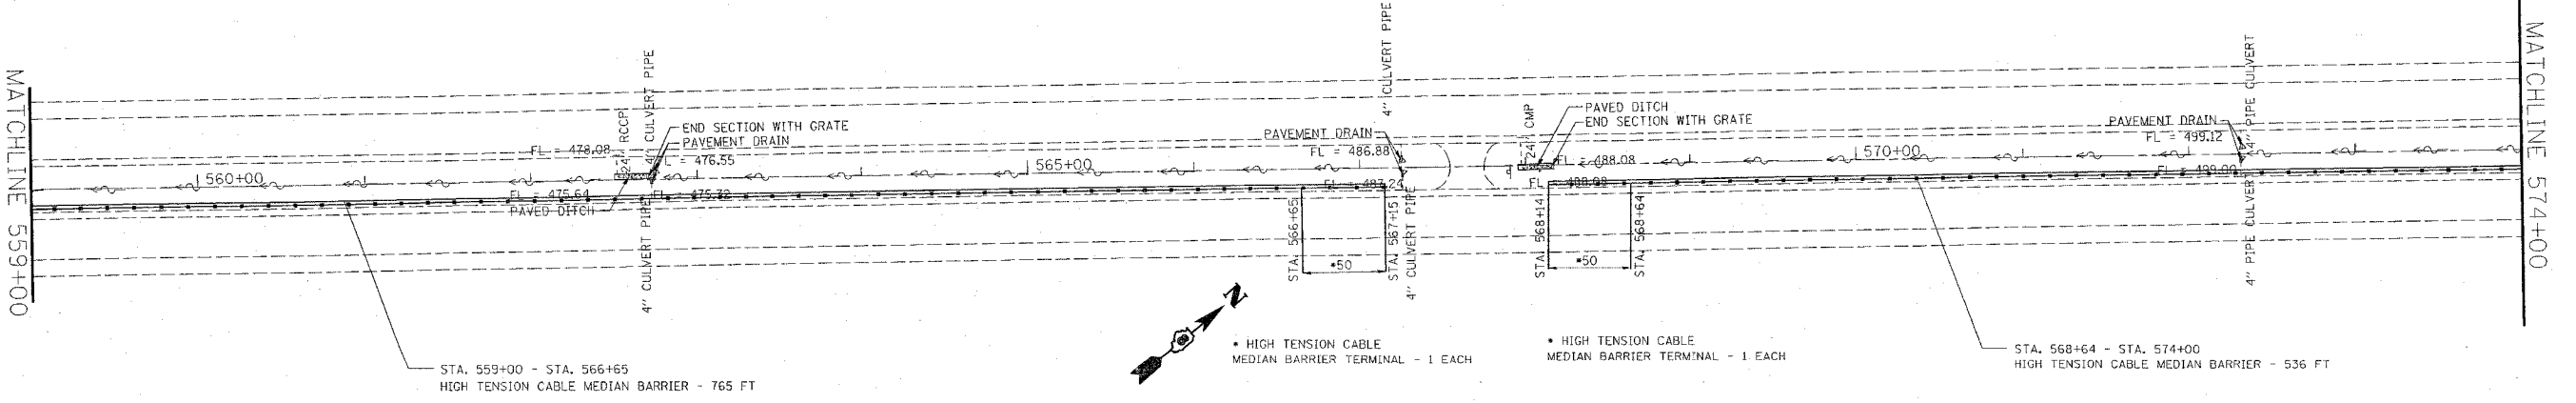 MATCHLINE 559+00
560+00
FL = 478.08
24" RCCP
4" CULVERT PIPE
END SECTION WITH GRATE
PAVEMENT DRAIN
FL = 476.55
FL = 475.64
PAVED DITCH
FL = 475.72
4" CULVERT PIPE
565+00
4" CULVERT PIPE
PAVEMENT DRAIN
FL = 486.88
FL = 487.24
STA. 566+65
*50
STA. 567+15
4" CULVERT PIPE
24" CMP
PAVED DITCH
END SECTION WITH GRATE
FL = 488.08
STA. 568+14
*50
STA. 568+64
570+00
PAVEMENT DRAIN
FL = 499.12
4" PIPE CULVERT
4" PIPE CULVERT
MATCHLINE 574+00
N
STA. 559+00 - STA. 566+65
HIGH TENSION CABLE MEDIAN BARRIER - 765 FT
* HIGH TENSION CABLE
MEDIAN BARRIER TERMINAL - 1 EACH
* HIGH TENSION CABLE
MEDIAN BARRIER TERMINAL - 1 EACH
STA. 568+64 - STA. 574+00
HIGH TENSION CABLE MEDIAN BARRIER - 536 FT